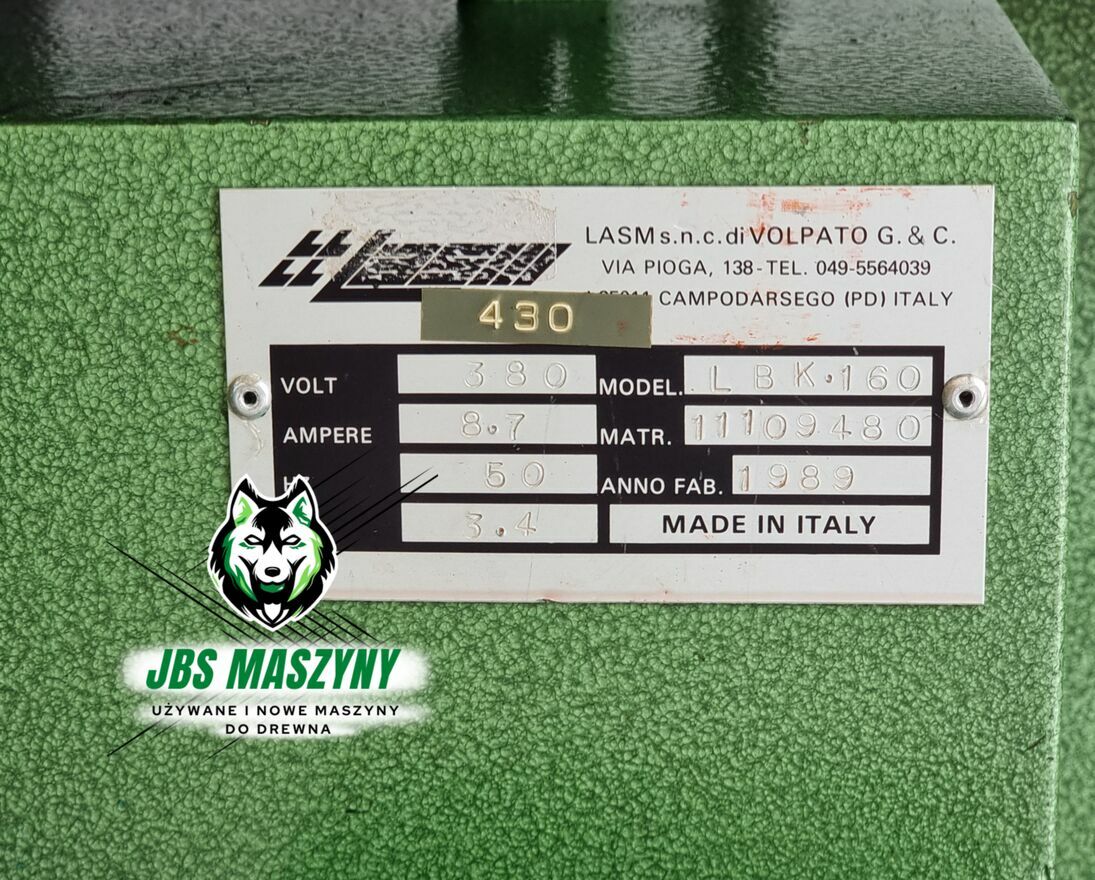 LASM s.n.c. di VOLPATO G. & C.
VIA PIOGA, 138 - TEL. 049-5564039
CAMPODARSEGO (PD) ITALY
430
VOLT 380 MODEL. LBK.160
AMPERE 8.7 MATR. 11109480
50 ANNO FAB. 1989
3.4 MADE IN ITALY
JBS MASZYNY
UŻYWANE I NOWE MASZYNY
DO DREWNA